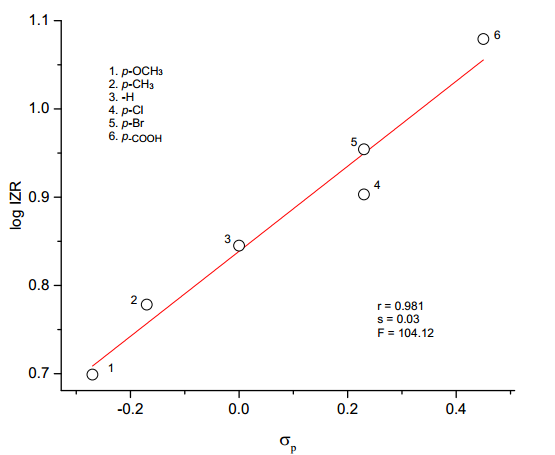 1.1
1. p-OCH₃
2. p-CH₃
3. -H
4. p-Cl
5. p-Br
6. p-COOH
1.0
0.9
0.8
0.7
log IZR
6
5
4
3
2
1
r = 0.981
s = 0.03
F = 104.12
-0.2
0.0
0.2
0.4
σp